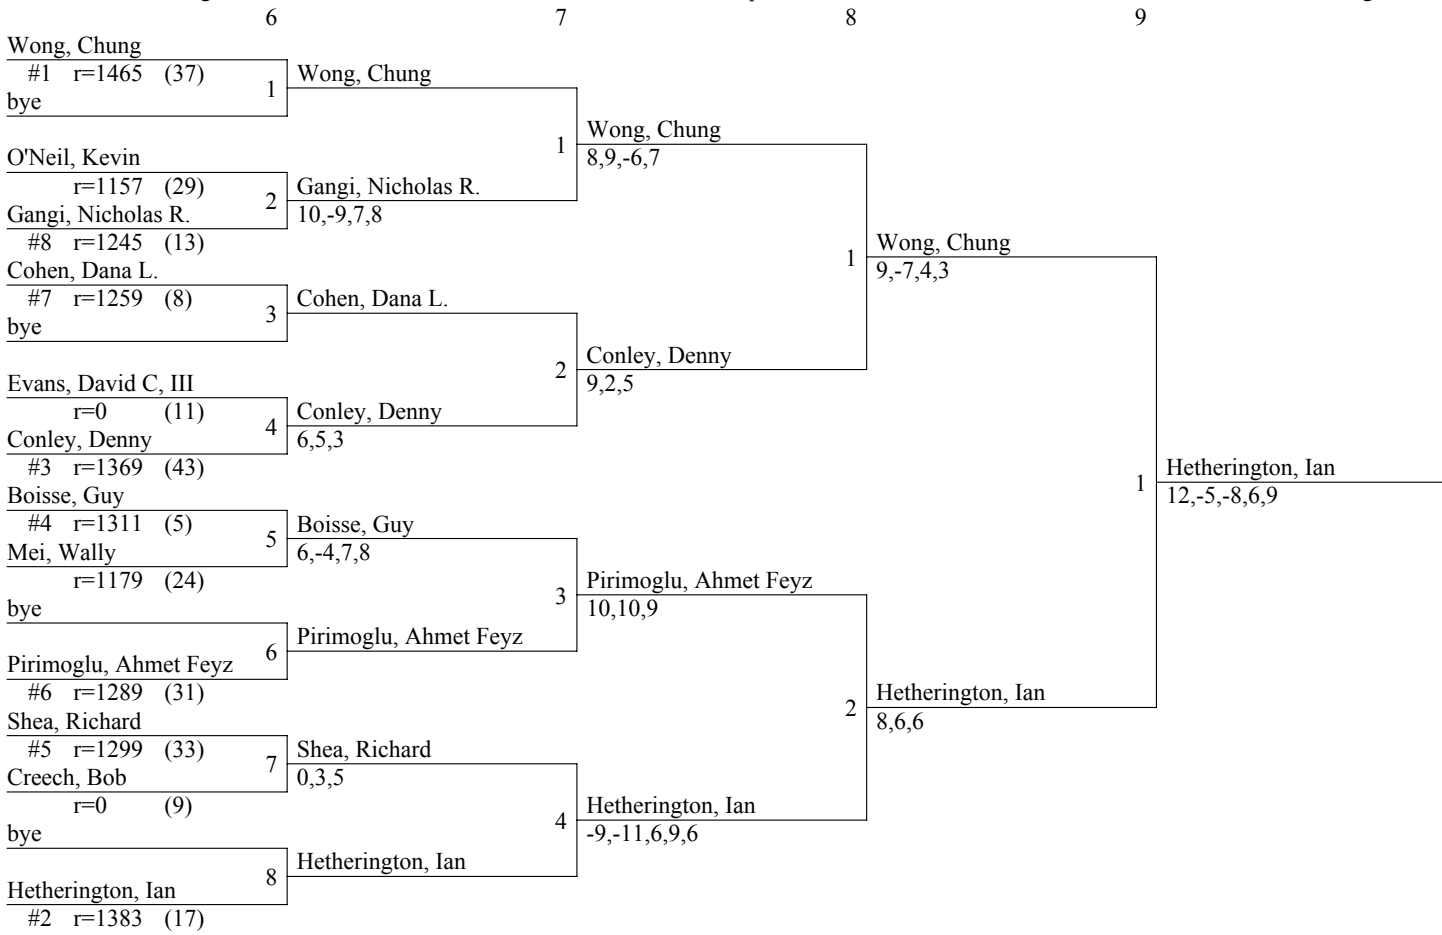 6 7 8 9
Wong, Chung
#1 r=1465 (37)
bye
1
Wong, Chung
O'Neil, Kevin
r=1157 (29)
Gangi, Nicholas R.
#8 r=1245 (13)
2
Gangi, Nicholas R.
10,-9,7,8
Cohen, Dana L.
#7 r=1259 (8)
bye
3
Cohen, Dana L.
Evans, David C, III
r=0 (11)
Conley, Denny
#3 r=1369 (43)
4
Conley, Denny
6,5,3
Boisse, Guy
#4 r=1311 (5)
Mei, Wally
r=1179 (24)
5
Boisse, Guy
6,-4,7,8
bye
Pirimoglu, Ahmet Feyz
#6 r=1289 (31)
6
Pirimoglu, Ahmet Feyz
Shea, Richard
#5 r=1299 (33)
Creech, Bob
r=0 (9)
7
Shea, Richard
0,3,5
bye
Hetherington, Ian
#2 r=1383 (17)
8
Hetherington, Ian
1
Wong, Chung
8,9,-6,7
2
Conley, Denny
9,2,5
3
Pirimoglu, Ahmet Feyz
10,10,9
4
Hetherington, Ian
-9,-11,6,9,6
1
Wong, Chung
9,-7,4,3
2
Hetherington, Ian
8,6,6
1
Hetherington, Ian
12,-5,-8,6,9